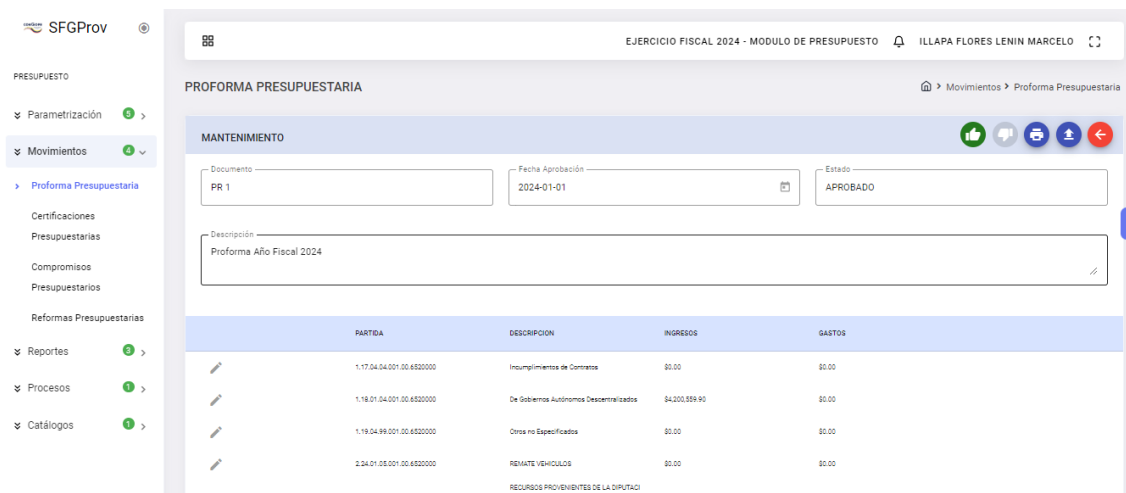 SFGProv
EJERCICIO FISCAL 2024 - MODULO DE PRESUPUESTO
ILLAPA FLORES LENIN MARCELO
PRESUPUESTO
Parametrización 5
Movimientos 4
Proforma Presupuestaria
Certificaciones
Presupuestarias
Compromisos
Presupuestarios
Reformas Presupuestarias
Reportes 3
Procesos 1
Catálogos 1
PROFORMA PRESUPUESTARIA
Movimientos Proforma Presupuestaria
MANTENIMIENTO
Documento
PR 1
Fecha Aprobación
2024-01-01
Estado
APROBADO
Descripción
Proforma Año Fiscal 2024
PARTIDA DESCRIPCION INGRESOS GASTOS
1.17.04.04.001.00.6520000 Incumplimientos de Contratos $0.00 $0.00
1.18.01.04.001.00.6520000 De Gobiernos Autónomos Descentralizados $4,200,559.90 $0.00
1.19.04.99.001.00.6520000 Otros no Especificados $0.00 $0.00
2.24.01.05.001.00.6520000 REMATE VEHICULOS $0.00 $0.00
RECURSOS PROVENIENTES DE LA DIPUTACI